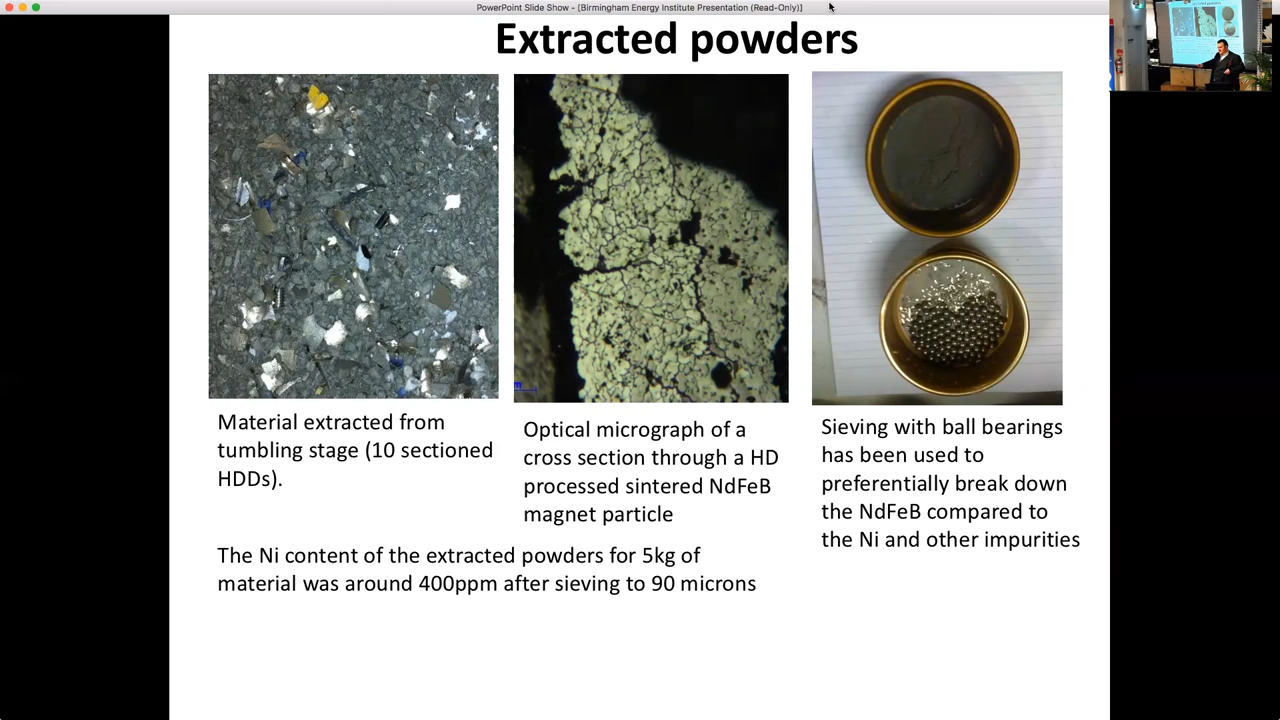 PowerPoint Slide Show - [Birmingham Energy Institute Presentation (Read-Only)]
Extracted powders
Material extracted from
tumbling stage (10 sectioned
HDDs).
Optical micrograph of a
cross section through a HD
processed sintered NdFeB
magnet particle
Sieving with ball bearings
has been used to
preferentially break down
the NdFeB compared to
the Ni and other impurities
The Ni content of the extracted powders for 5kg of
material was around 400ppm after sieving to 90 microns